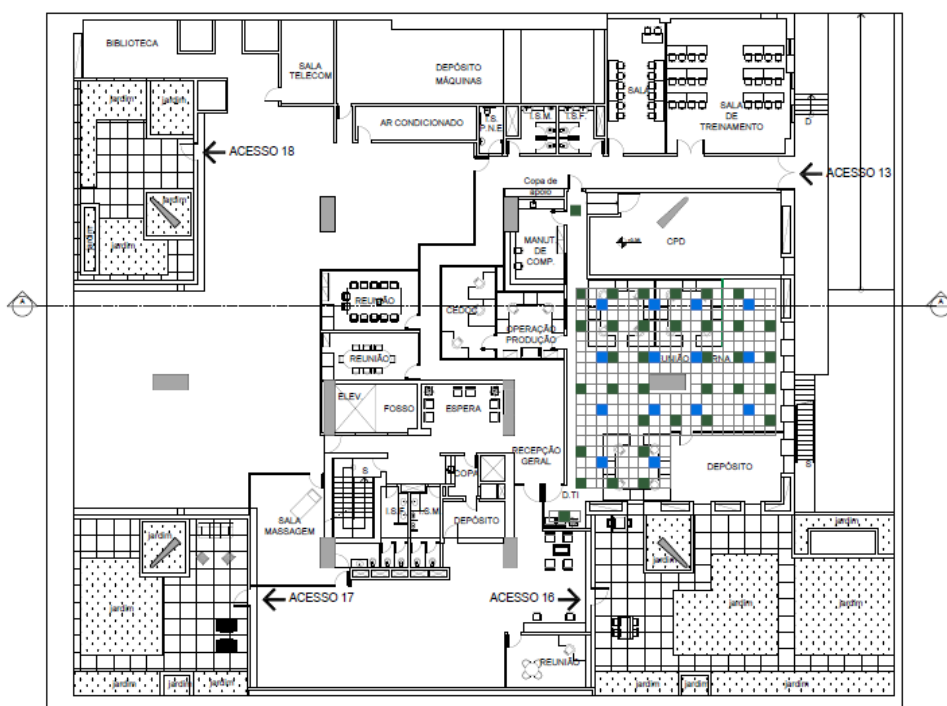 BIBLIOTECA
SALA
TELECOM
DEPÓSITO
MÁQUINAS
SALA
SALA
DE
TREINAMENTO
D
jardim
jardim
AR CONDICIONADO
I.S.
P.N.E.
I.S.M.
I.S.F.
ACESSO 18
ACESSO 13
Copa de
apoio
jardim
jardim
jardim
MANUT
DE
COMP.
CPD
A
A
REUNIÃO
CEDOC
OPERAÇÃO
PRODUÇÃO
REUNIÃO
ELEV.
FOSSO
ESPERA
RECEPÇÃO
GERAL
DEPÓSITO
S
S
COPA
D.TI
I.S.F.
I.S.M
DEPÓSITO
SALA
MASSAGEM
jardim
jardim
jardim
jardim
jardim
jardim
ACESSO 17
ACESSO 16
REUNIÃO
jardim
jardim
jardim
jardim
jardim
jardim